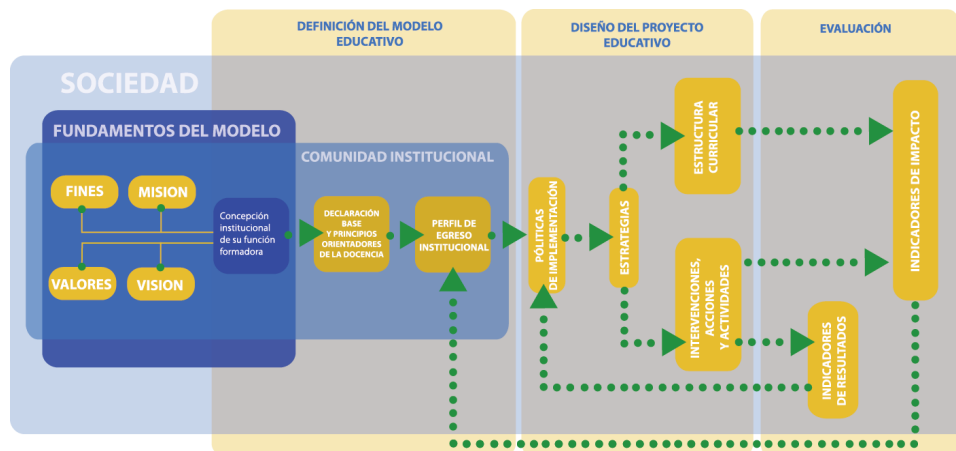 DEFINICIÓN DEL MODELO
EDUCATIVO
DISEÑO DEL PROYECTO
EDUCATIVO
EVALUACIÓN
SOCIEDAD
FUNDAMENTOS DEL MODELO
COMUNIDAD INSTITUCIONAL
FINES
MISION
VALORES
VISION
Concepción
institucional
de su función
formadora
DECLARACIÓN
BASE
Y PRINCIPIOS
ORIENTADORES
DE LA DOCENCIA
PERFIL DE
EGRESO
INSTITUCIONAL
PÓLITICAS
DE IMPLEMENTACIÓN
ESTRATEGIAS
ESTRUCTURA
CURRICULAR
INTERVENCIONES,
ACCIONES
Y ACTIVIDADES
INDICADORES
DE RESULTADOS
INDICADORES DE IMPACTO